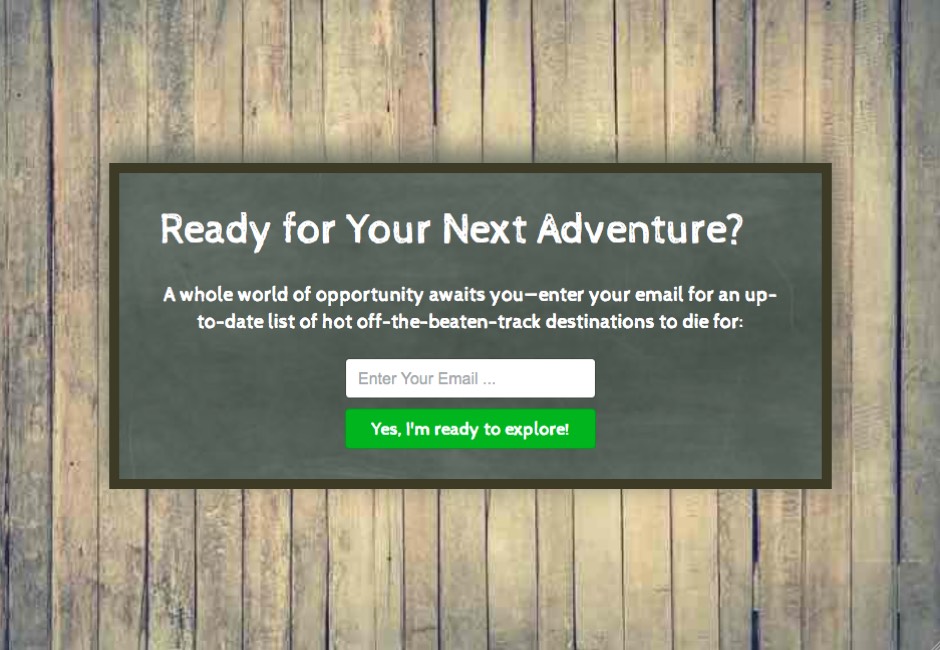 Ready for Your Next Adventure?
A whole world of opportunity awaits you—enter your email for an up-
to-date list of hot off-the-beaten-track destinations to die for:
Enter Your Email ...
Yes, I'm ready to explore!